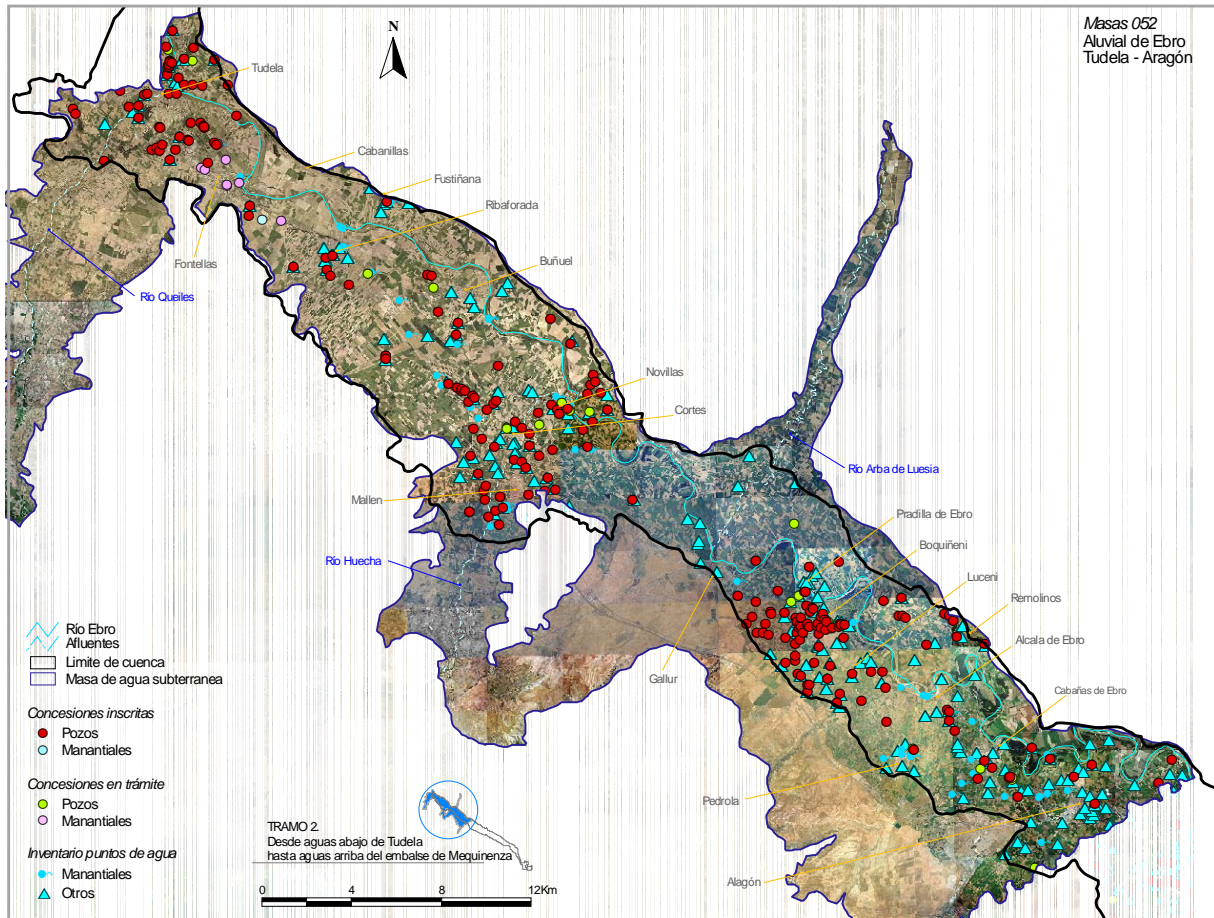 Masas 052
Aluvial de Ebro
Tudela - Aragón
N
Tudela
Cabanillas
Fustiñana
Ribaforada
Fontellas
Buñuel
Río Queiles
Novillas
Cortes
Río Arba de Luesia
Mallen
Pradilla de Ebro
Boquiñeni
Río Huecha
Luceni
Remolinos
Alcala de Ebro
Gallur
Cabañas de Ebro
Pedrola
Alagón
Río Ebro
Afluentes
Limite de cuenca
Masa de agua subterranea
Concesiones inscritas
Pozos
Manantiales
Concesiones en trámite
Pozos
Manantiales
Inventario puntos de agua
Manantiales
Otros
TRAMO 2.
Desde aguas abajo de Tudela
hasta aguas arriba del embalse de Mequinenza
0 4 8 12Km